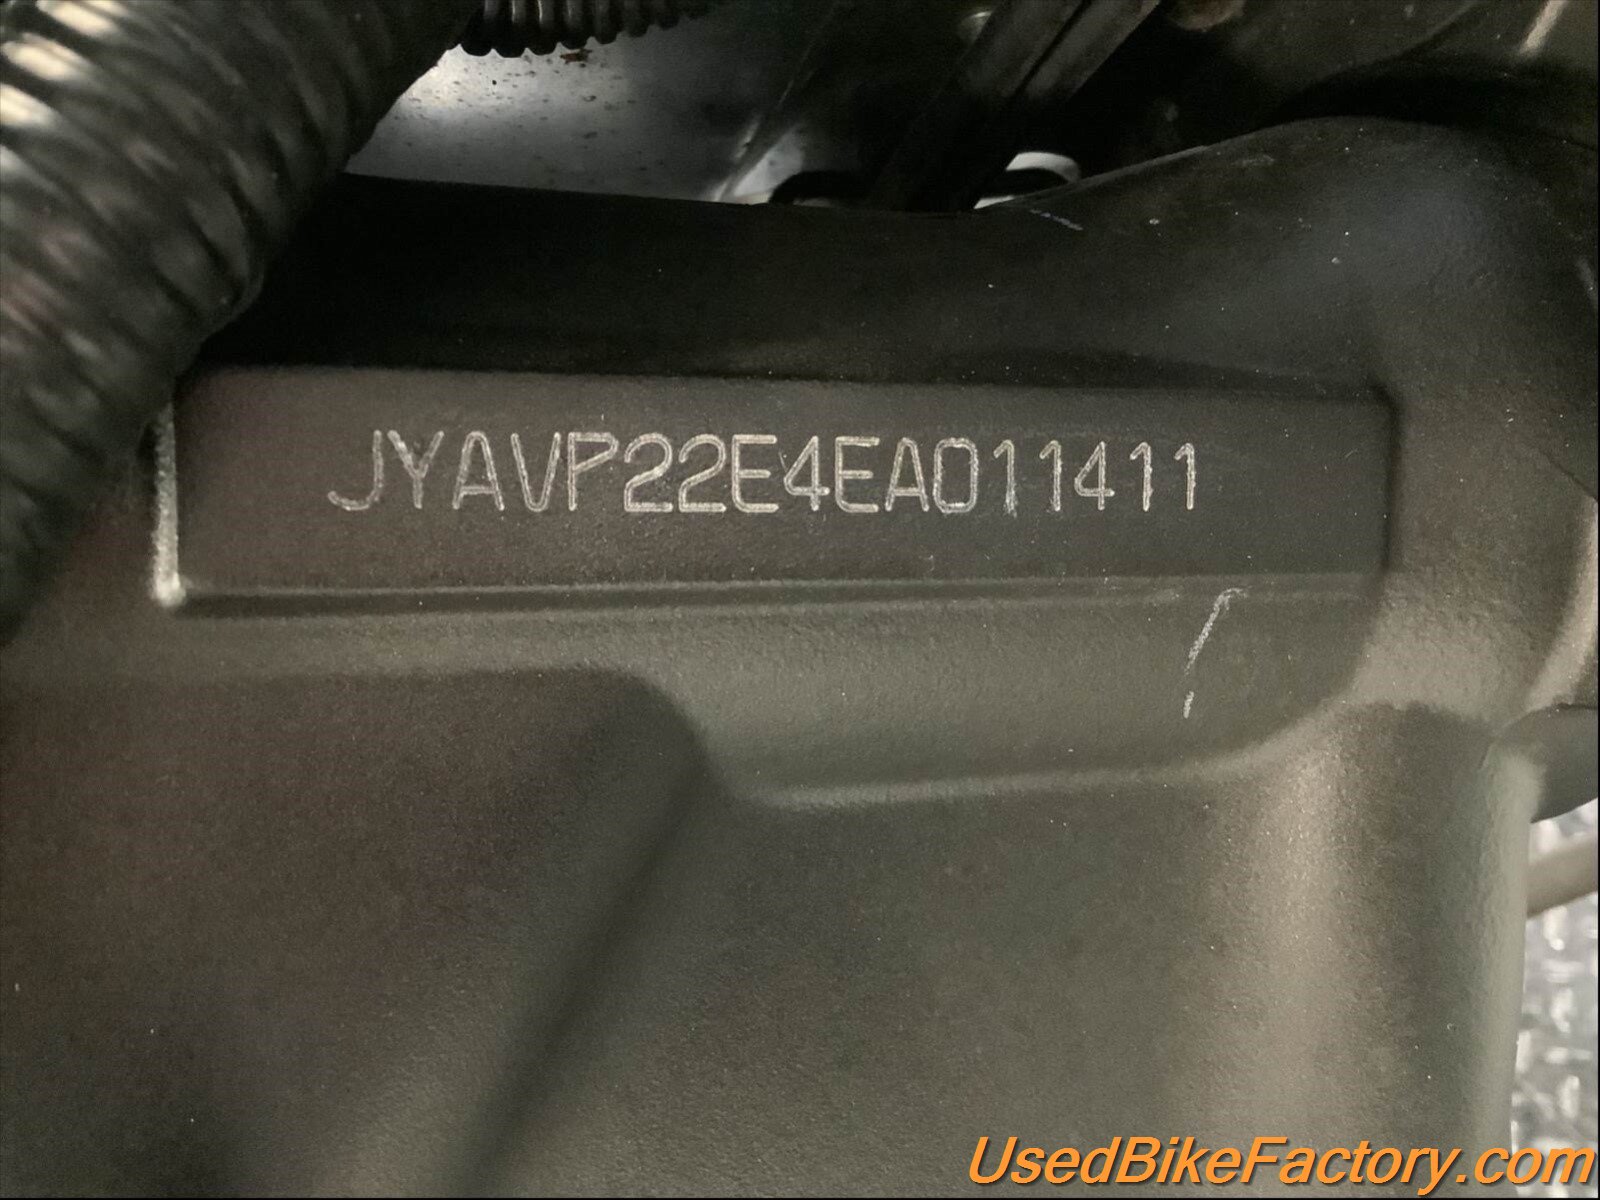 JYAVP22E4EA011411
UsedBikeFactory.com